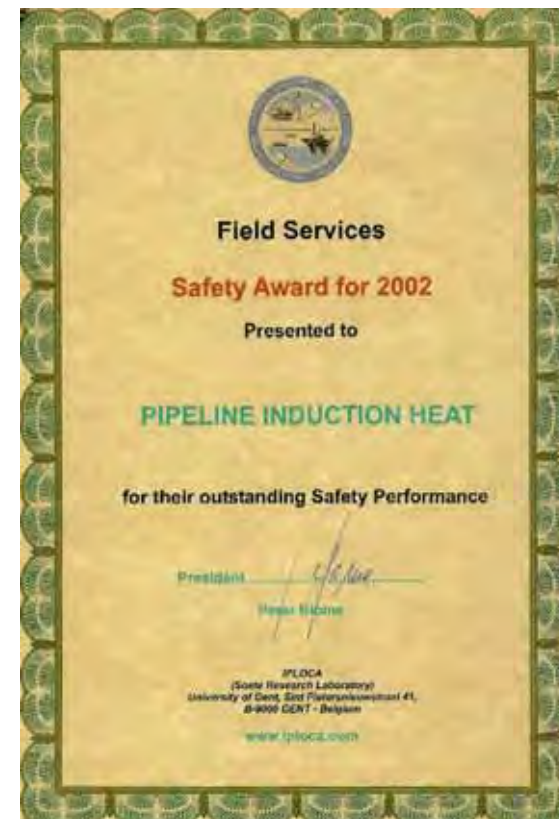 Field Services
Safety Award for 2002
Presented to
PIPELINE INDUCTION HEAT
for their outstanding Safety Performance
President
IPLOCA
(Soete Research Laboratory)
University of Gent, Sint Pietersnieuwstraat 41,
B-9000 GENT - Belgium
www.iploca.com